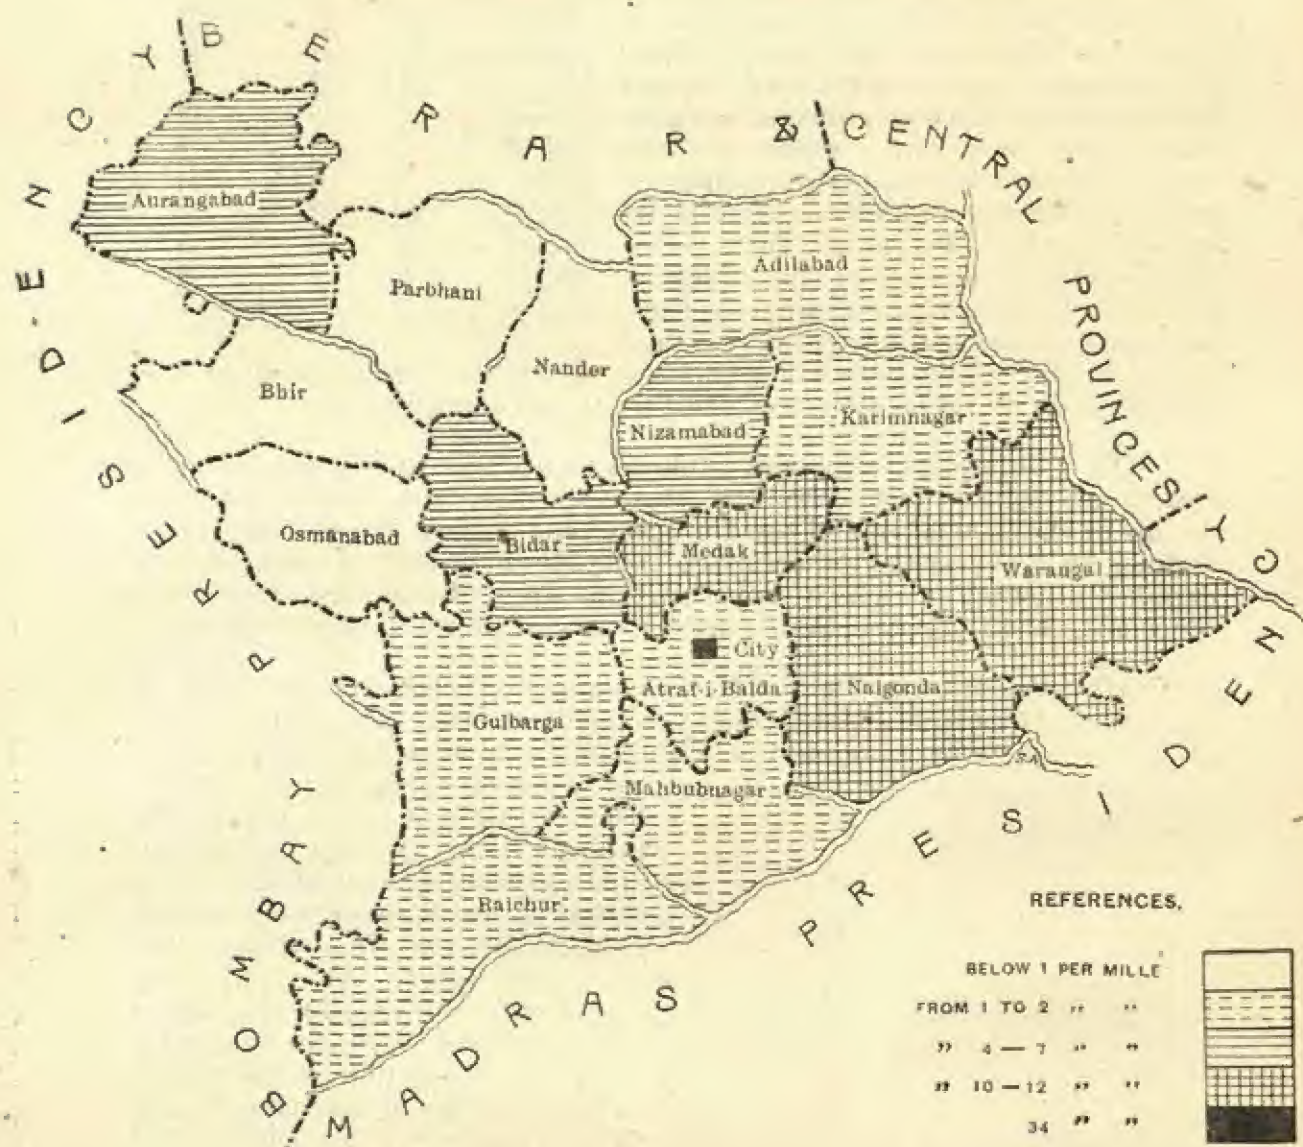 BERAR & CENTRAL PROVINCES
BOMBAY PRESIDENCY
Aurangabad
Parbhani
Adilabad
Nander
Bhir
Nizamabad
Karimnagar
Osmanabad
Bidar
Medak
Warangal
City
Atraf-i-Balda
Nalgonda
Gulbarga
Mahbubnagar
Raichur
MADRAS PRESIDENCY
REFERENCES.
BELOW 1 PER MILLE
FROM 1 TO 2 " "
" 4 — 7 " "
" 10 — 12 " "
34 " "